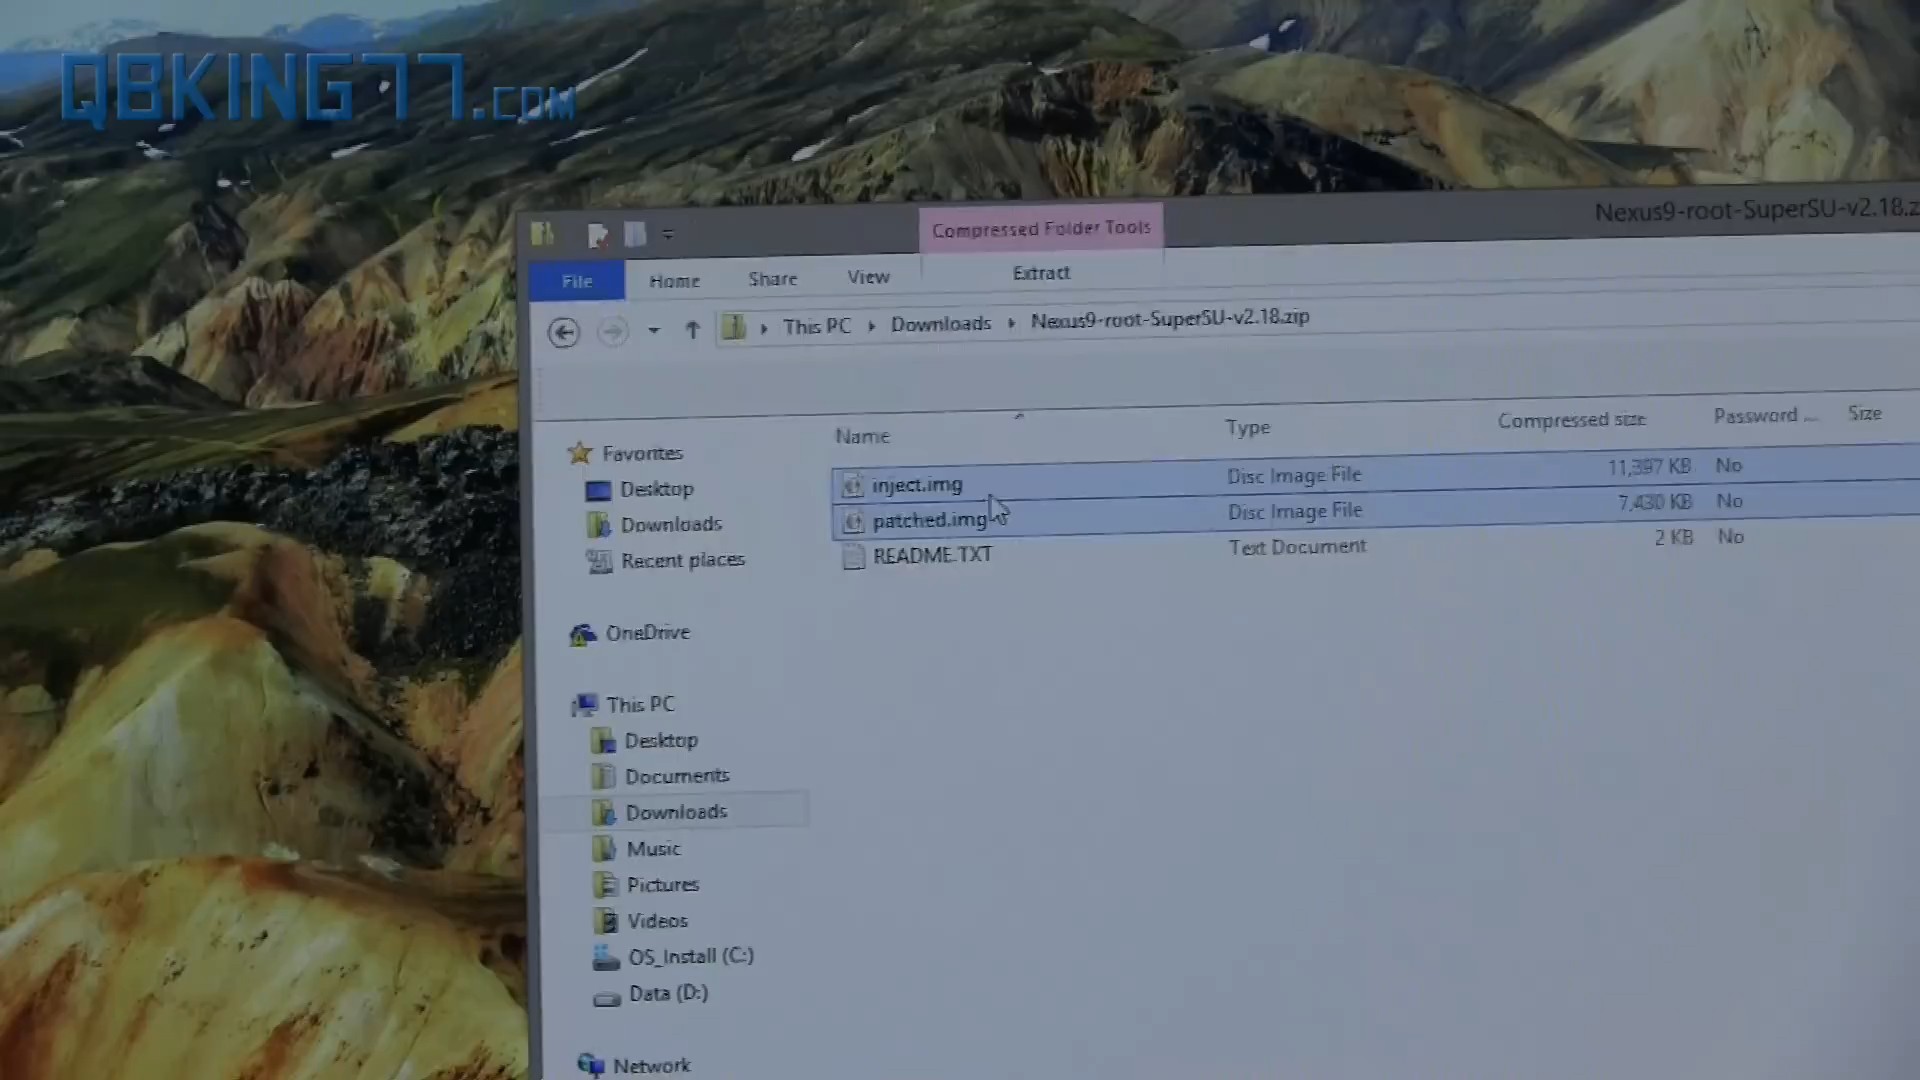 QBKING77.COM
Compressed Folder Tools
Nexus9-root-SuperSU-v2.18.z
File Home Share View Extract
This PC Downloads Nexus9-root-SuperSU-v2.18.zip
Name Type Compressed size Password ... Size
inject.img Disc Image File 11,397 KB No
patched.img Disc Image File 7,430 KB No
README.TXT Text Document 2 KB No
Favorites
Desktop
Downloads
Recent places
OneDrive
This PC
Desktop
Documents
Downloads
Music
Pictures
Videos
OS_Install (C:)
Data (D:)
Network